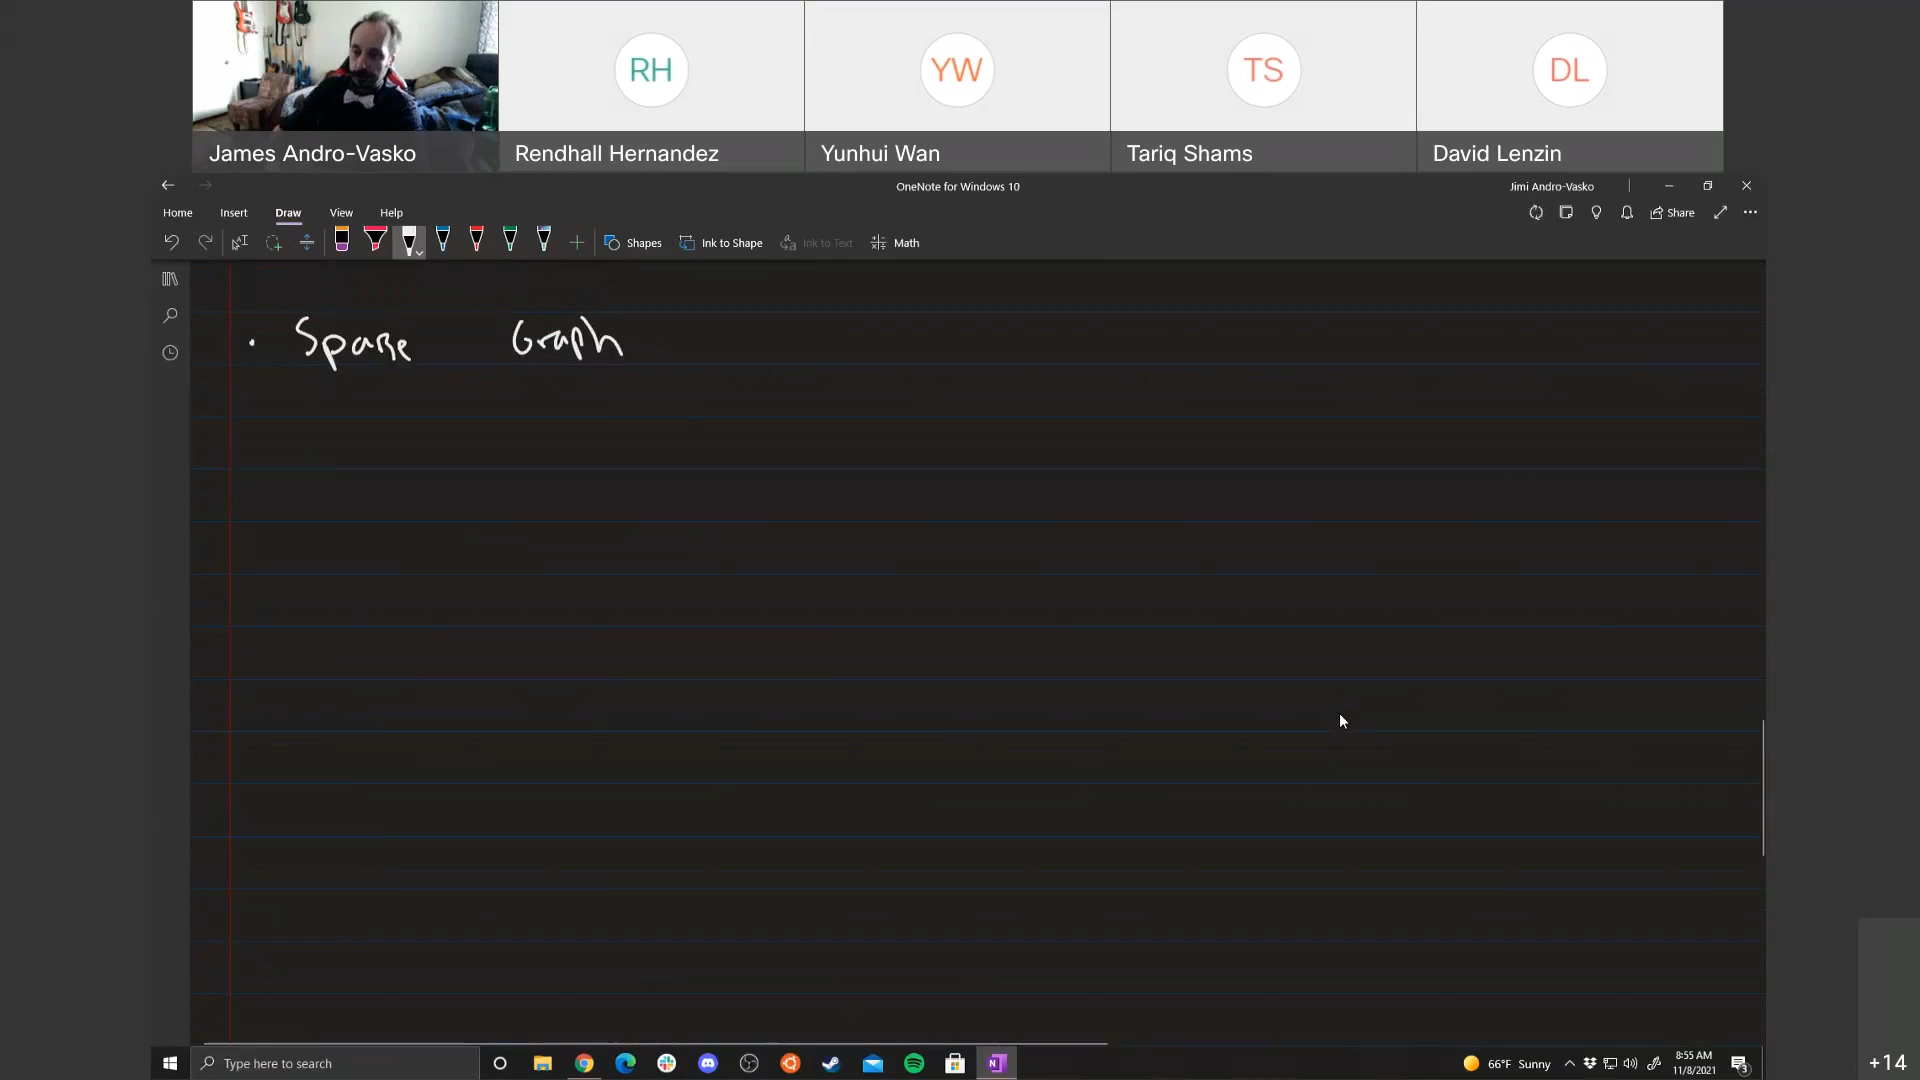 RH
YW
TS
DL
James Andro-Vasko
Rendhall Hernandez
Yunhui Wan
Tariq Shams
David Lenzin
OneNote for Windows 10
Jimi Andro-Vasko
Home Insert Draw View Help
Share
Shapes
Ink to Shape
Ink to Text
Math
· Sparse Graph
Type here to search
66°F Sunny
8:55 AM
11/8/2021
3
+14